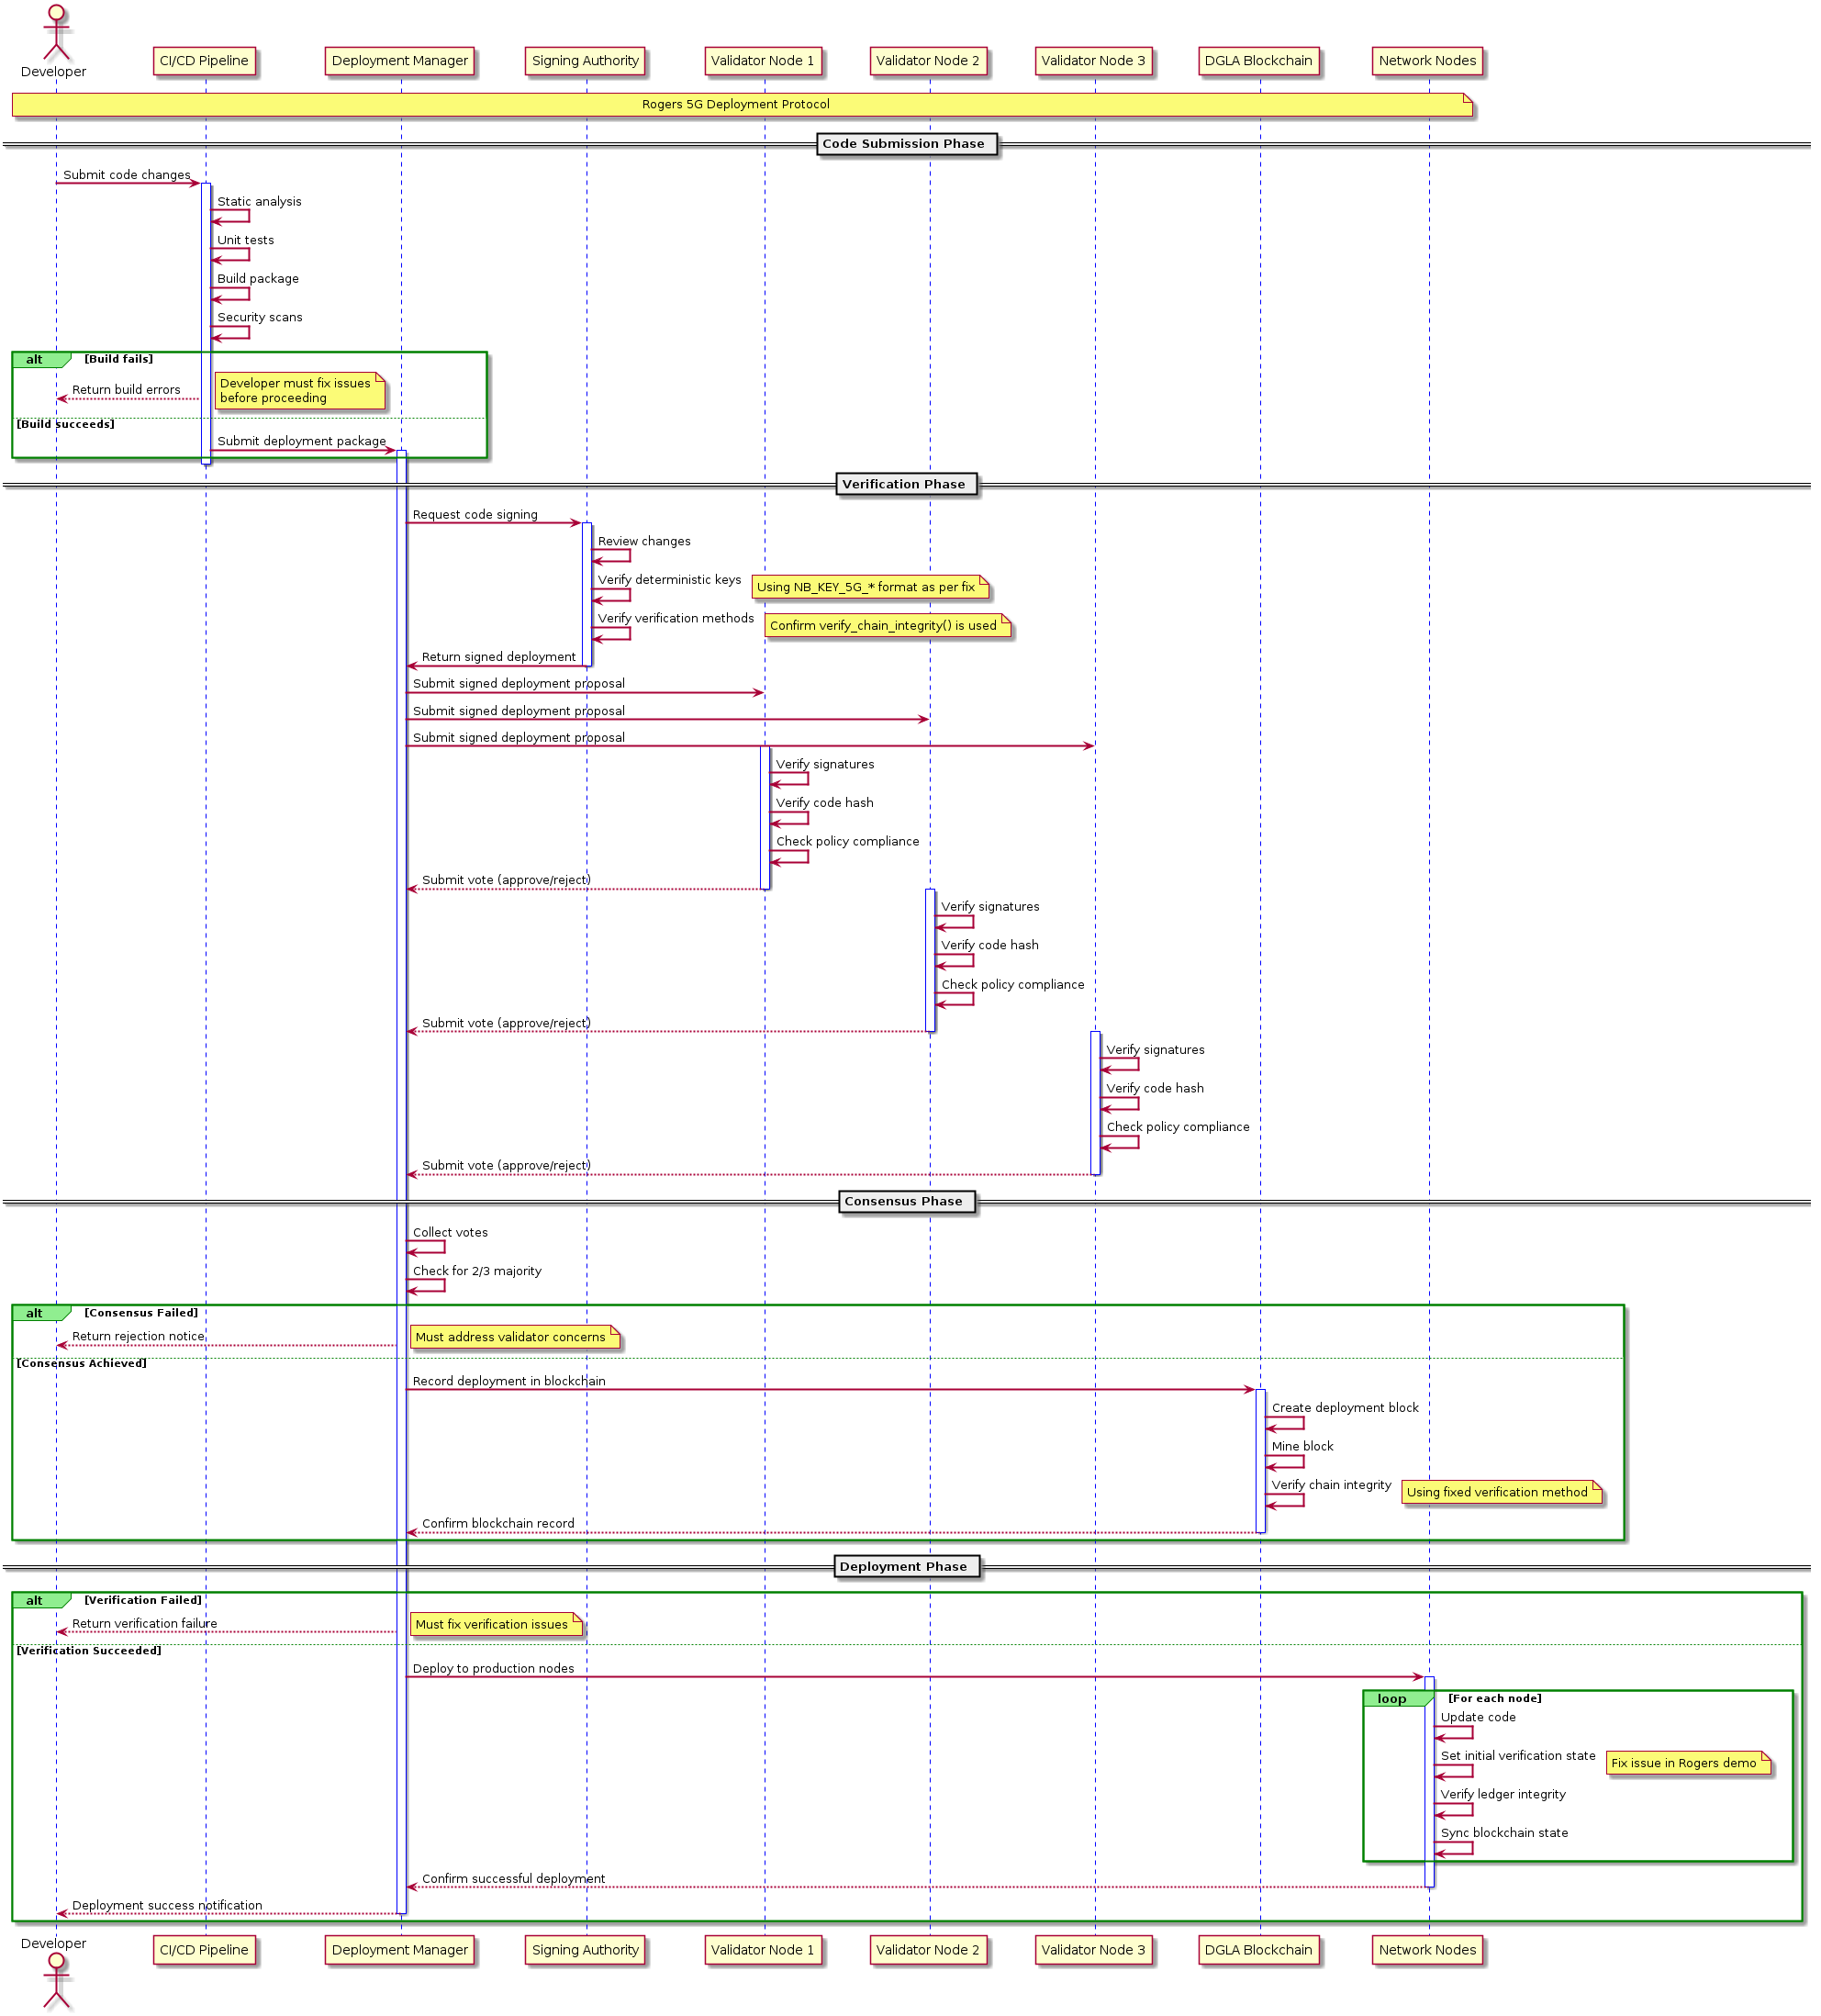 Developer
CI/CD Pipeline
Deployment Manager
Signing Authority
Validator Node 1
Validator Node 2
Validator Node 3
DGLA Blockchain
Network Nodes
Rogers 5G Deployment Protocol
Code Submission Phase
Submit code changes
Static analysis
Unit tests
Build package
Security scans
alt
[Build fails]
Return build errors
Developer must fix issues
before proceeding
[Build succeeds]
Submit deployment package
Verification Phase
Request code signing
Review changes
Verify deterministic keys
Using NB_KEY_5G_* format as per fix
Verify verification methods
Confirm verify_chain_integrity() is used
Return signed deployment
Submit signed deployment proposal
Submit signed deployment proposal
Submit signed deployment proposal
Verify signatures
Verify code hash
Check policy compliance
Submit vote (approve/reject)
Verify signatures
Verify code hash
Check policy compliance
Submit vote (approve/reject)
Verify signatures
Verify code hash
Check policy compliance
Submit vote (approve/reject)
Consensus Phase
Collect votes
Check for 2/3 majority
alt
[Consensus Failed]
Return rejection notice
Must address validator concerns
[Consensus Achieved]
Record deployment in blockchain
Create deployment block
Mine block
Verify chain integrity
Using fixed verification method
Confirm blockchain record
Deployment Phase
alt
[Verification Failed]
Return verification failure
Must fix verification issues
[Verification Succeeded]
Deploy to production nodes
loop
[For each node]
Update code
Set initial verification state
Fix issue in Rogers demo
Verify ledger integrity
Sync blockchain state
Confirm successful deployment
Deployment success notification
Developer
CI/CD Pipeline
Deployment Manager
Signing Authority
Validator Node 1
Validator Node 2
Validator Node 3
DGLA Blockchain
Network Nodes